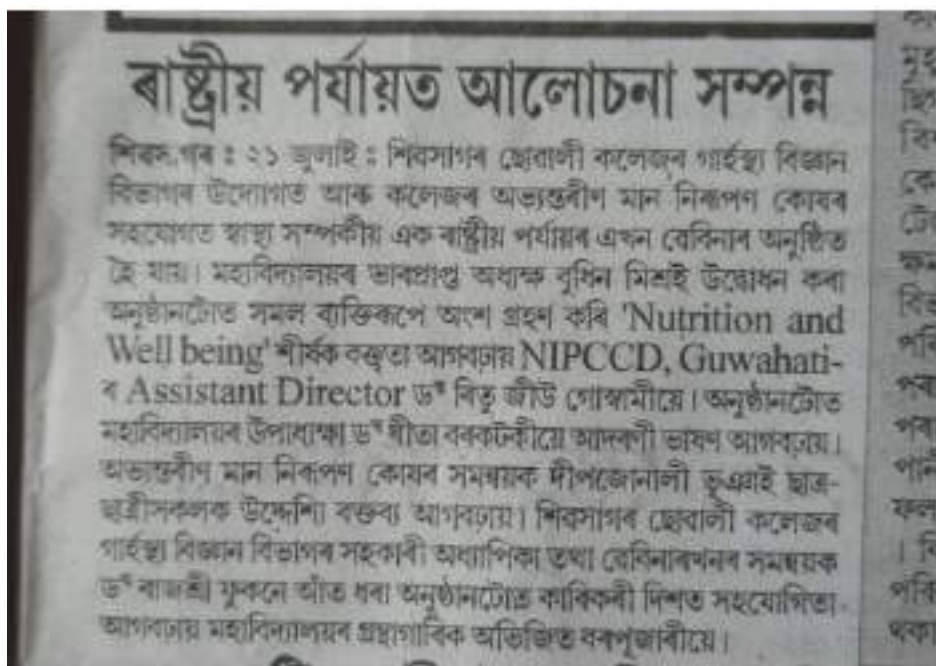 ৰাষ্ট্ৰীয় পৰ্যায়ত আলোচনা সম্পন্ন
শিৱসাগৰ : ২১ জুলাই : শিৱসাগৰ ছোৱালী কলেজৰ গাৰ্হস্থ্য বিজ্ঞান
বিভাগৰ উদ্যোগত আৰু কলেজৰ অভ্যন্তৰীণ মান নিৰূপণ কোষৰ
সহযোগত স্বাস্থ্য সম্পৰ্কীয় এক ৰাষ্ট্ৰীয় পৰ্যায়ৰ এখন ৱেবিনাৰ অনুষ্ঠিত
হৈ যায়। মহাবিদ্যালয়ৰ ভাৰপ্ৰাপ্ত অধ্যক্ষ বুধিন মিশ্ৰই উদ্বোধন কৰা
অনুষ্ঠানটোত সমল ব্যক্তিৰূপে অংশ গ্ৰহণ কৰি 'Nutrition and
Well being' শীৰ্ষক বক্তৃতা আগবঢ়ায় NIPCCD, Guwahati-
ৰ Assistant Director ড° ৰিতু জীউ গোস্বামীয়ে। অনুষ্ঠানটোত
মহাবিদ্যালয়ৰ উপাধ্যক্ষা ড° গীতা বৰকটকীয়ে আদৰণী ভাষণ আগবঢ়ায়।
অভ্যন্তৰীণ মান নিৰূপণ কোষৰ সমন্বয়ক দীপজোনালী ভূঞাই ছাত্ৰ-
ছাত্ৰীসকলক উদ্দেশ্যি বক্তব্য আগবঢ়ায়। শিৱসাগৰ ছোৱালী কলেজৰ
গাৰ্হস্থ্য বিজ্ঞান বিভাগৰ সহকাৰী অধ্যাপিকা তথা ৱেবিনাৰখনৰ সমন্বয়ক
ড° ৰাজশ্ৰী ফুকনে আঁত ধৰা অনুষ্ঠানটোত কাৰিকৰী দিশত সহযোগিতা
আগবঢ়ায় মহাবিদ্যালয়ৰ গ্ৰন্থাগাৰিক অভিজিত বৰপূজাৰীয়ে।